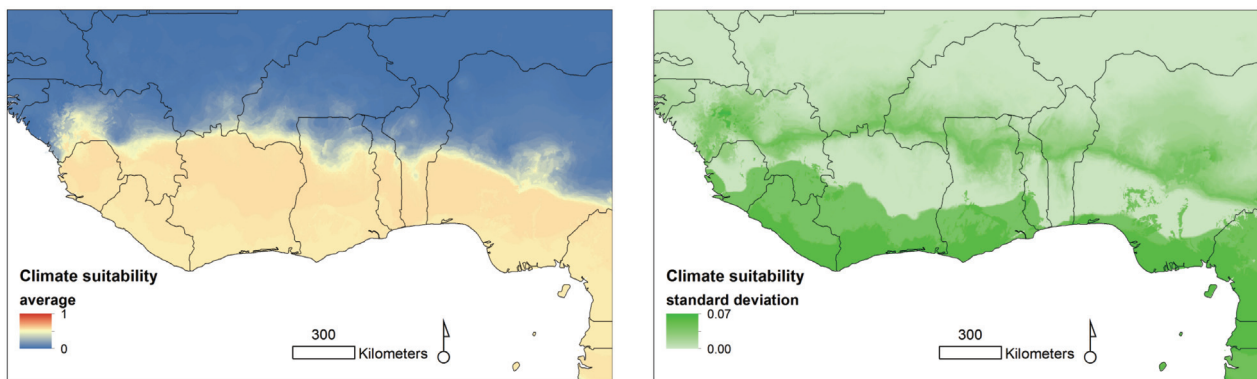 Climate suitability
average
1
0
300
Kilometers
Climate suitability
standard deviation
0.07
0.00
300
Kilometers